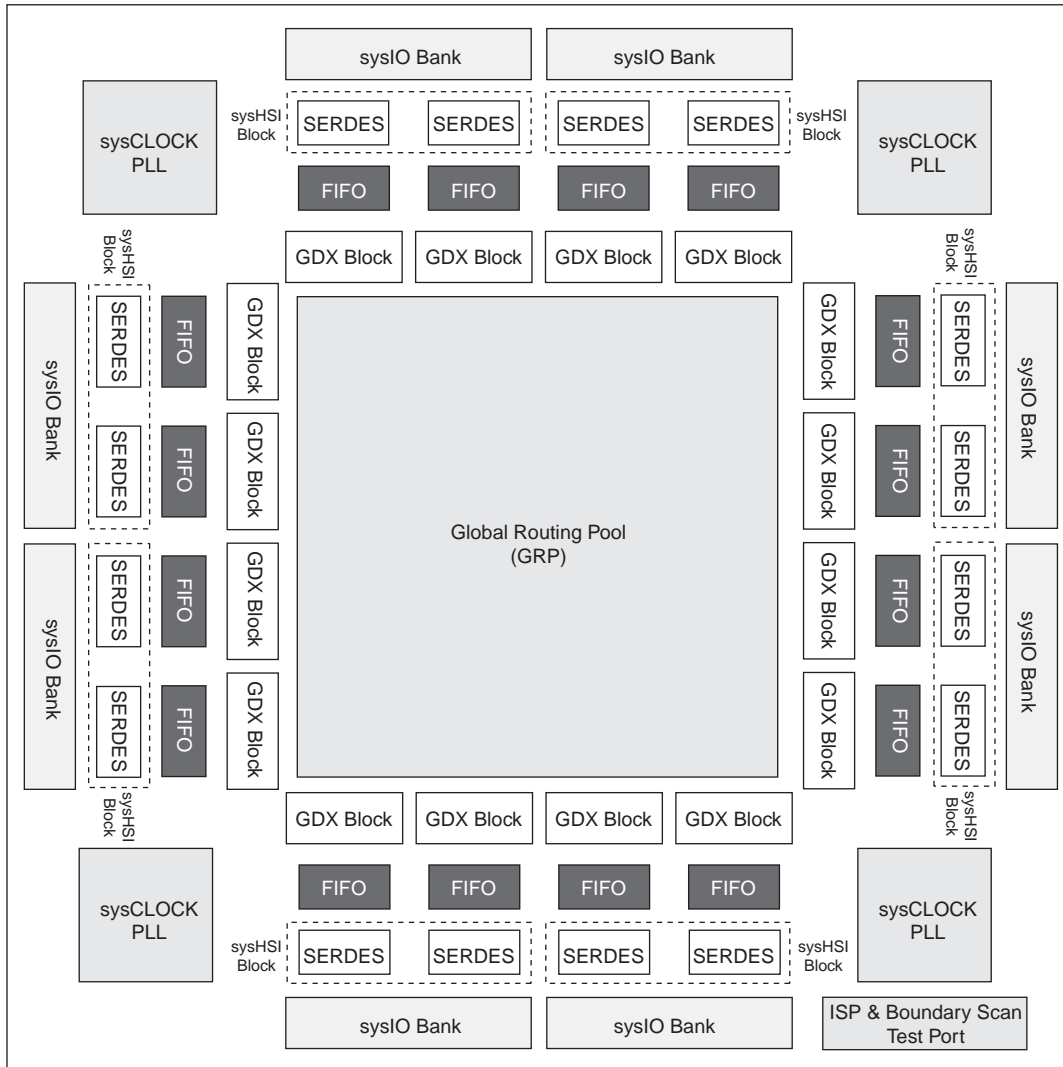 sysIO Bank
sysIO Bank
sysCLOCK
PLL
sysHSI
Block
SERDES
SERDES
SERDES
SERDES
sysHSI
Block
sysCLOCK
PLL
FIFO
FIFO
FIFO
FIFO
GDX Block
GDX Block
GDX Block
GDX Block
sysHSI
Block
sysHSI
Block
sysIO Bank
SERDES
FIFO
GDX Block
GDX Block
FIFO
SERDES
sysIO Bank
SERDES
FIFO
GDX Block
GDX Block
FIFO
SERDES
Global Routing Pool
(GRP)
sysIO Bank
SERDES
FIFO
GDX Block
GDX Block
FIFO
SERDES
sysIO Bank
SERDES
FIFO
GDX Block
GDX Block
FIFO
SERDES
sysHSI
Block
sysHSI
Block
GDX Block
GDX Block
GDX Block
GDX Block
sysCLOCK
PLL
FIFO
FIFO
FIFO
FIFO
sysCLOCK
PLL
sysHSI
Block
SERDES
SERDES
SERDES
SERDES
sysHSI
Block
sysIO Bank
sysIO Bank
ISP & Boundary Scan
Test Port